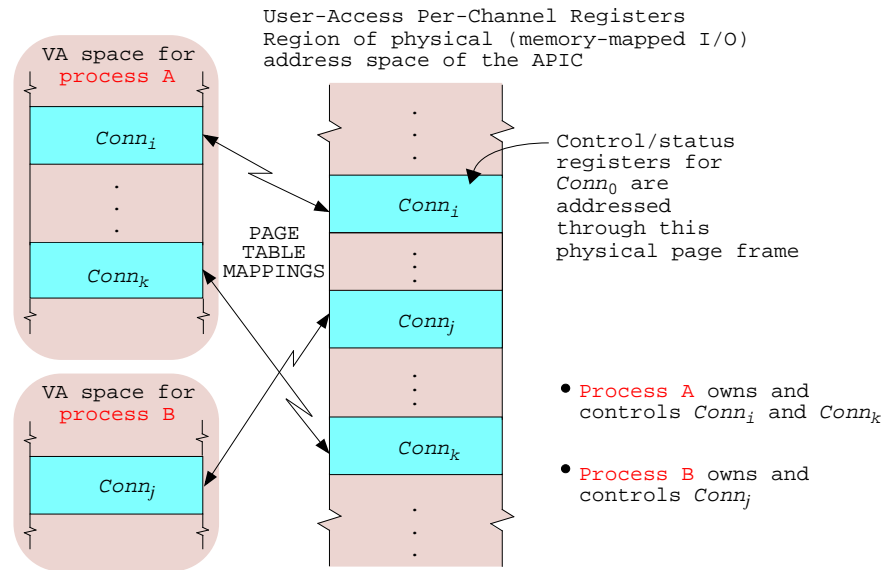 User-Access Per-Channel Registers
Region of physical (memory-mapped I/O)
address space of the APIC
VA space for
process A
Conn_i
.
.
.
Conn_k
VA space for
process B
Conn_j
PAGE
TABLE
MAPPINGS
.
.
.
Conn_i
.
.
.
Conn_j
.
.
.
Conn_k
.
.
.
Control/status
registers for
Conn_0 are
addressed
through this
physical page frame
• Process A owns and
controls Conn_i and Conn_k
• Process B owns and
controls Conn_j